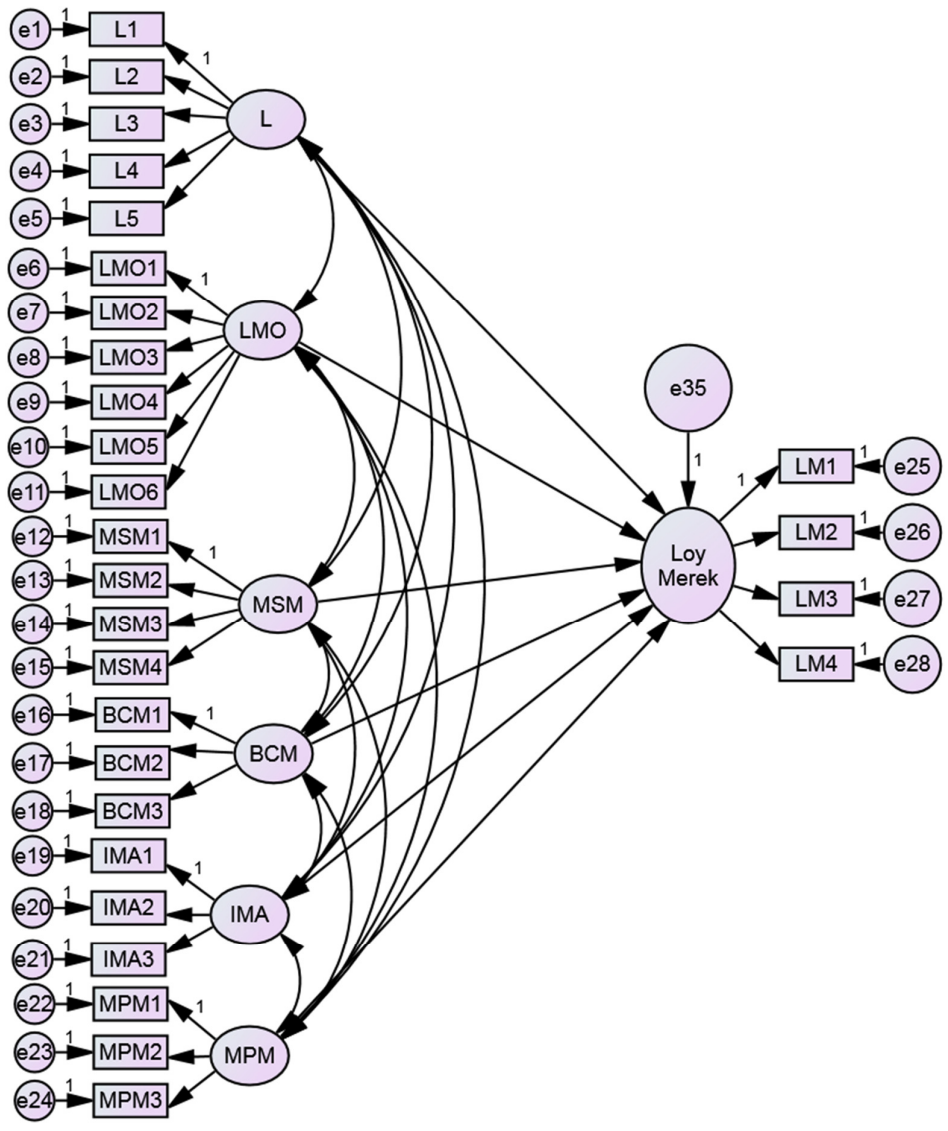 e1 1 L1
1
e2 1 L2
e3 1 L3
L
e4 1 L4
e5 1 L5
e6 1 LMO1
1
e7 1 LMO2
LMO
e8 1 LMO3
e9 1 LMO4
e10 1 LMO5
e11 1 LMO6
e12 1 MSM1
1
e13 1 MSM2
MSM
e14 1 MSM3
e15 1 MSM4
e16 1 BCM1
1
e17 1 BCM2
BCM
e18 1 BCM3
e19 1 IMA1
1
e20 1 IMA2
IMA
e21 1 IMA3
e22 1 MPM1
1
e23 1 MPM2
MPM
e24 1 MPM3
e35
1
Loy
Merek
1
LM1 1 e25
LM2 1 e26
LM3 1 e27
LM4 1 e28